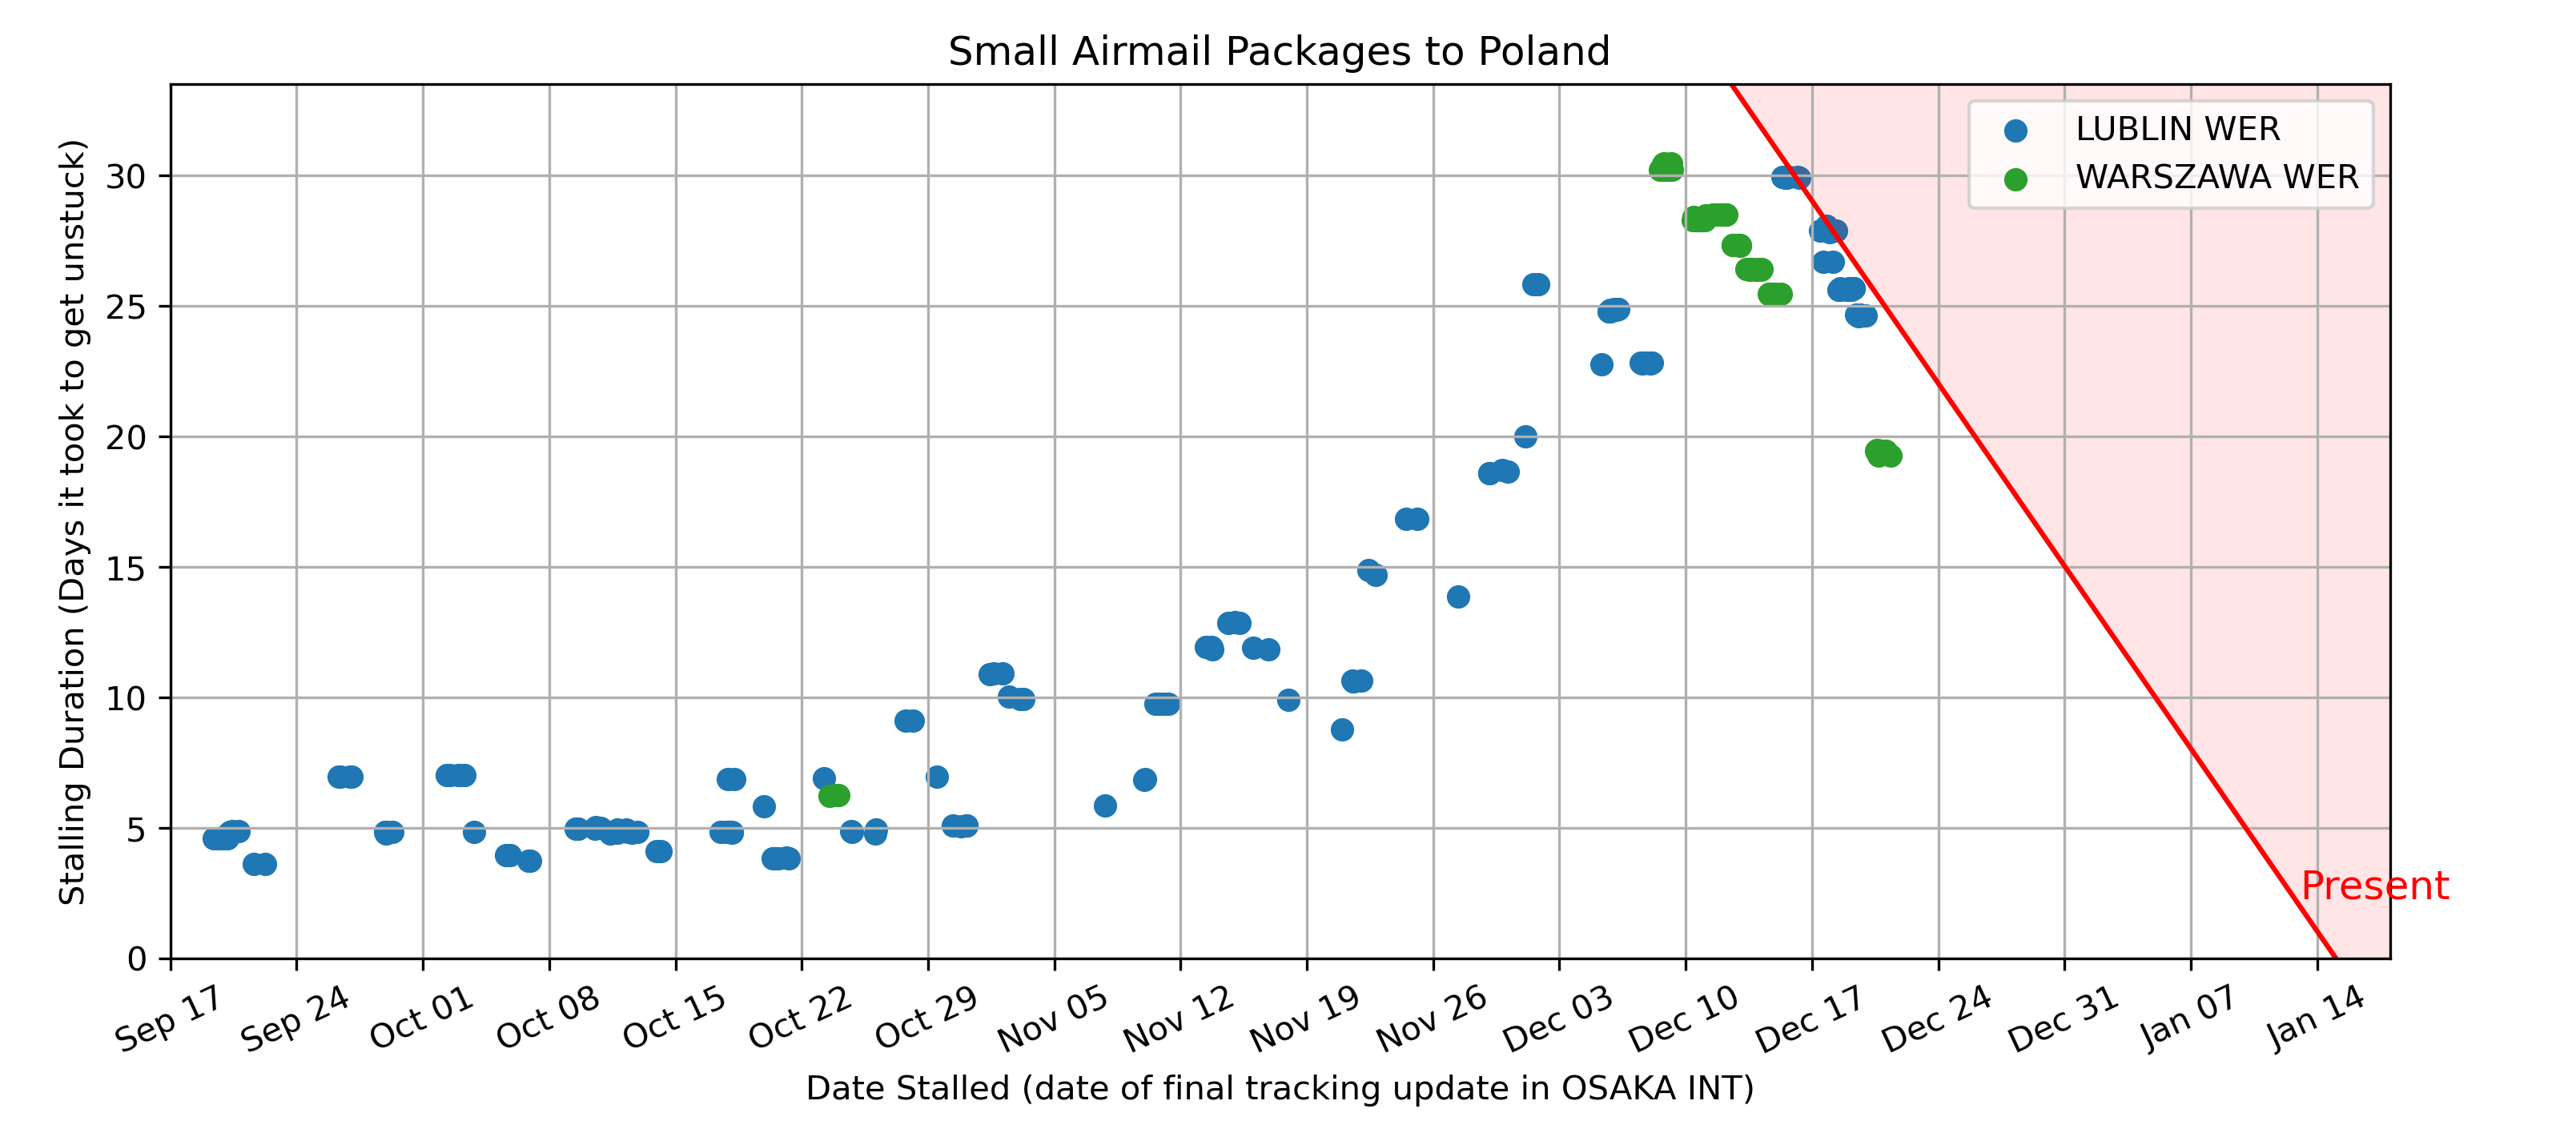 Small Airmail Packages to Poland
LUBLIN WER
WARSZAWA WER
Stalling Duration (Days it took to get unstuck)
30
25
20
15
10
5
0
Present
Sep 17
Sep 24
Oct 01
Oct 08
Oct 15
Oct 22
Oct 29
Nov 05
Nov 12
Nov 19
Nov 26
Dec 03
Dec 10
Dec 17
Dec 24
Dec 31
Jan 07
Jan 14
Date Stalled (date of final tracking update in OSAKA INT)